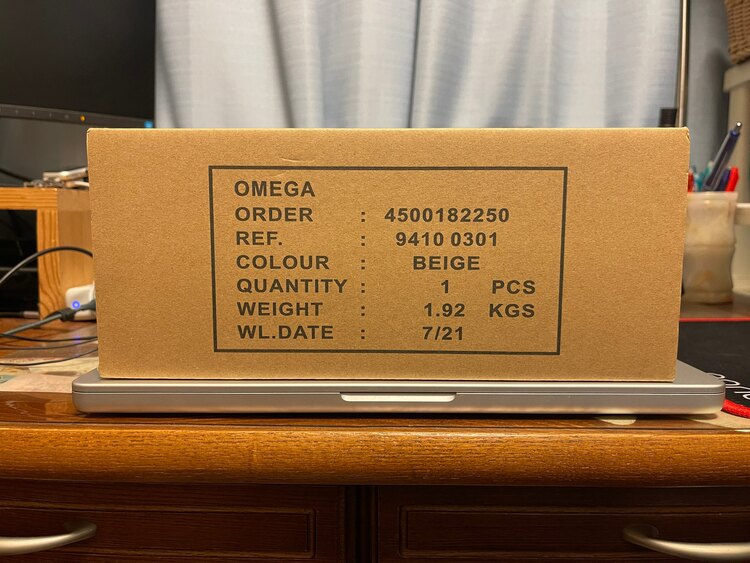 OMEGA
ORDER : 4500182250
REF. : 9410 0301
COLOUR : BEIGE
QUANTITY : 1 PCS
WEIGHT : 1.92 KGS
WL.DATE : 7/21